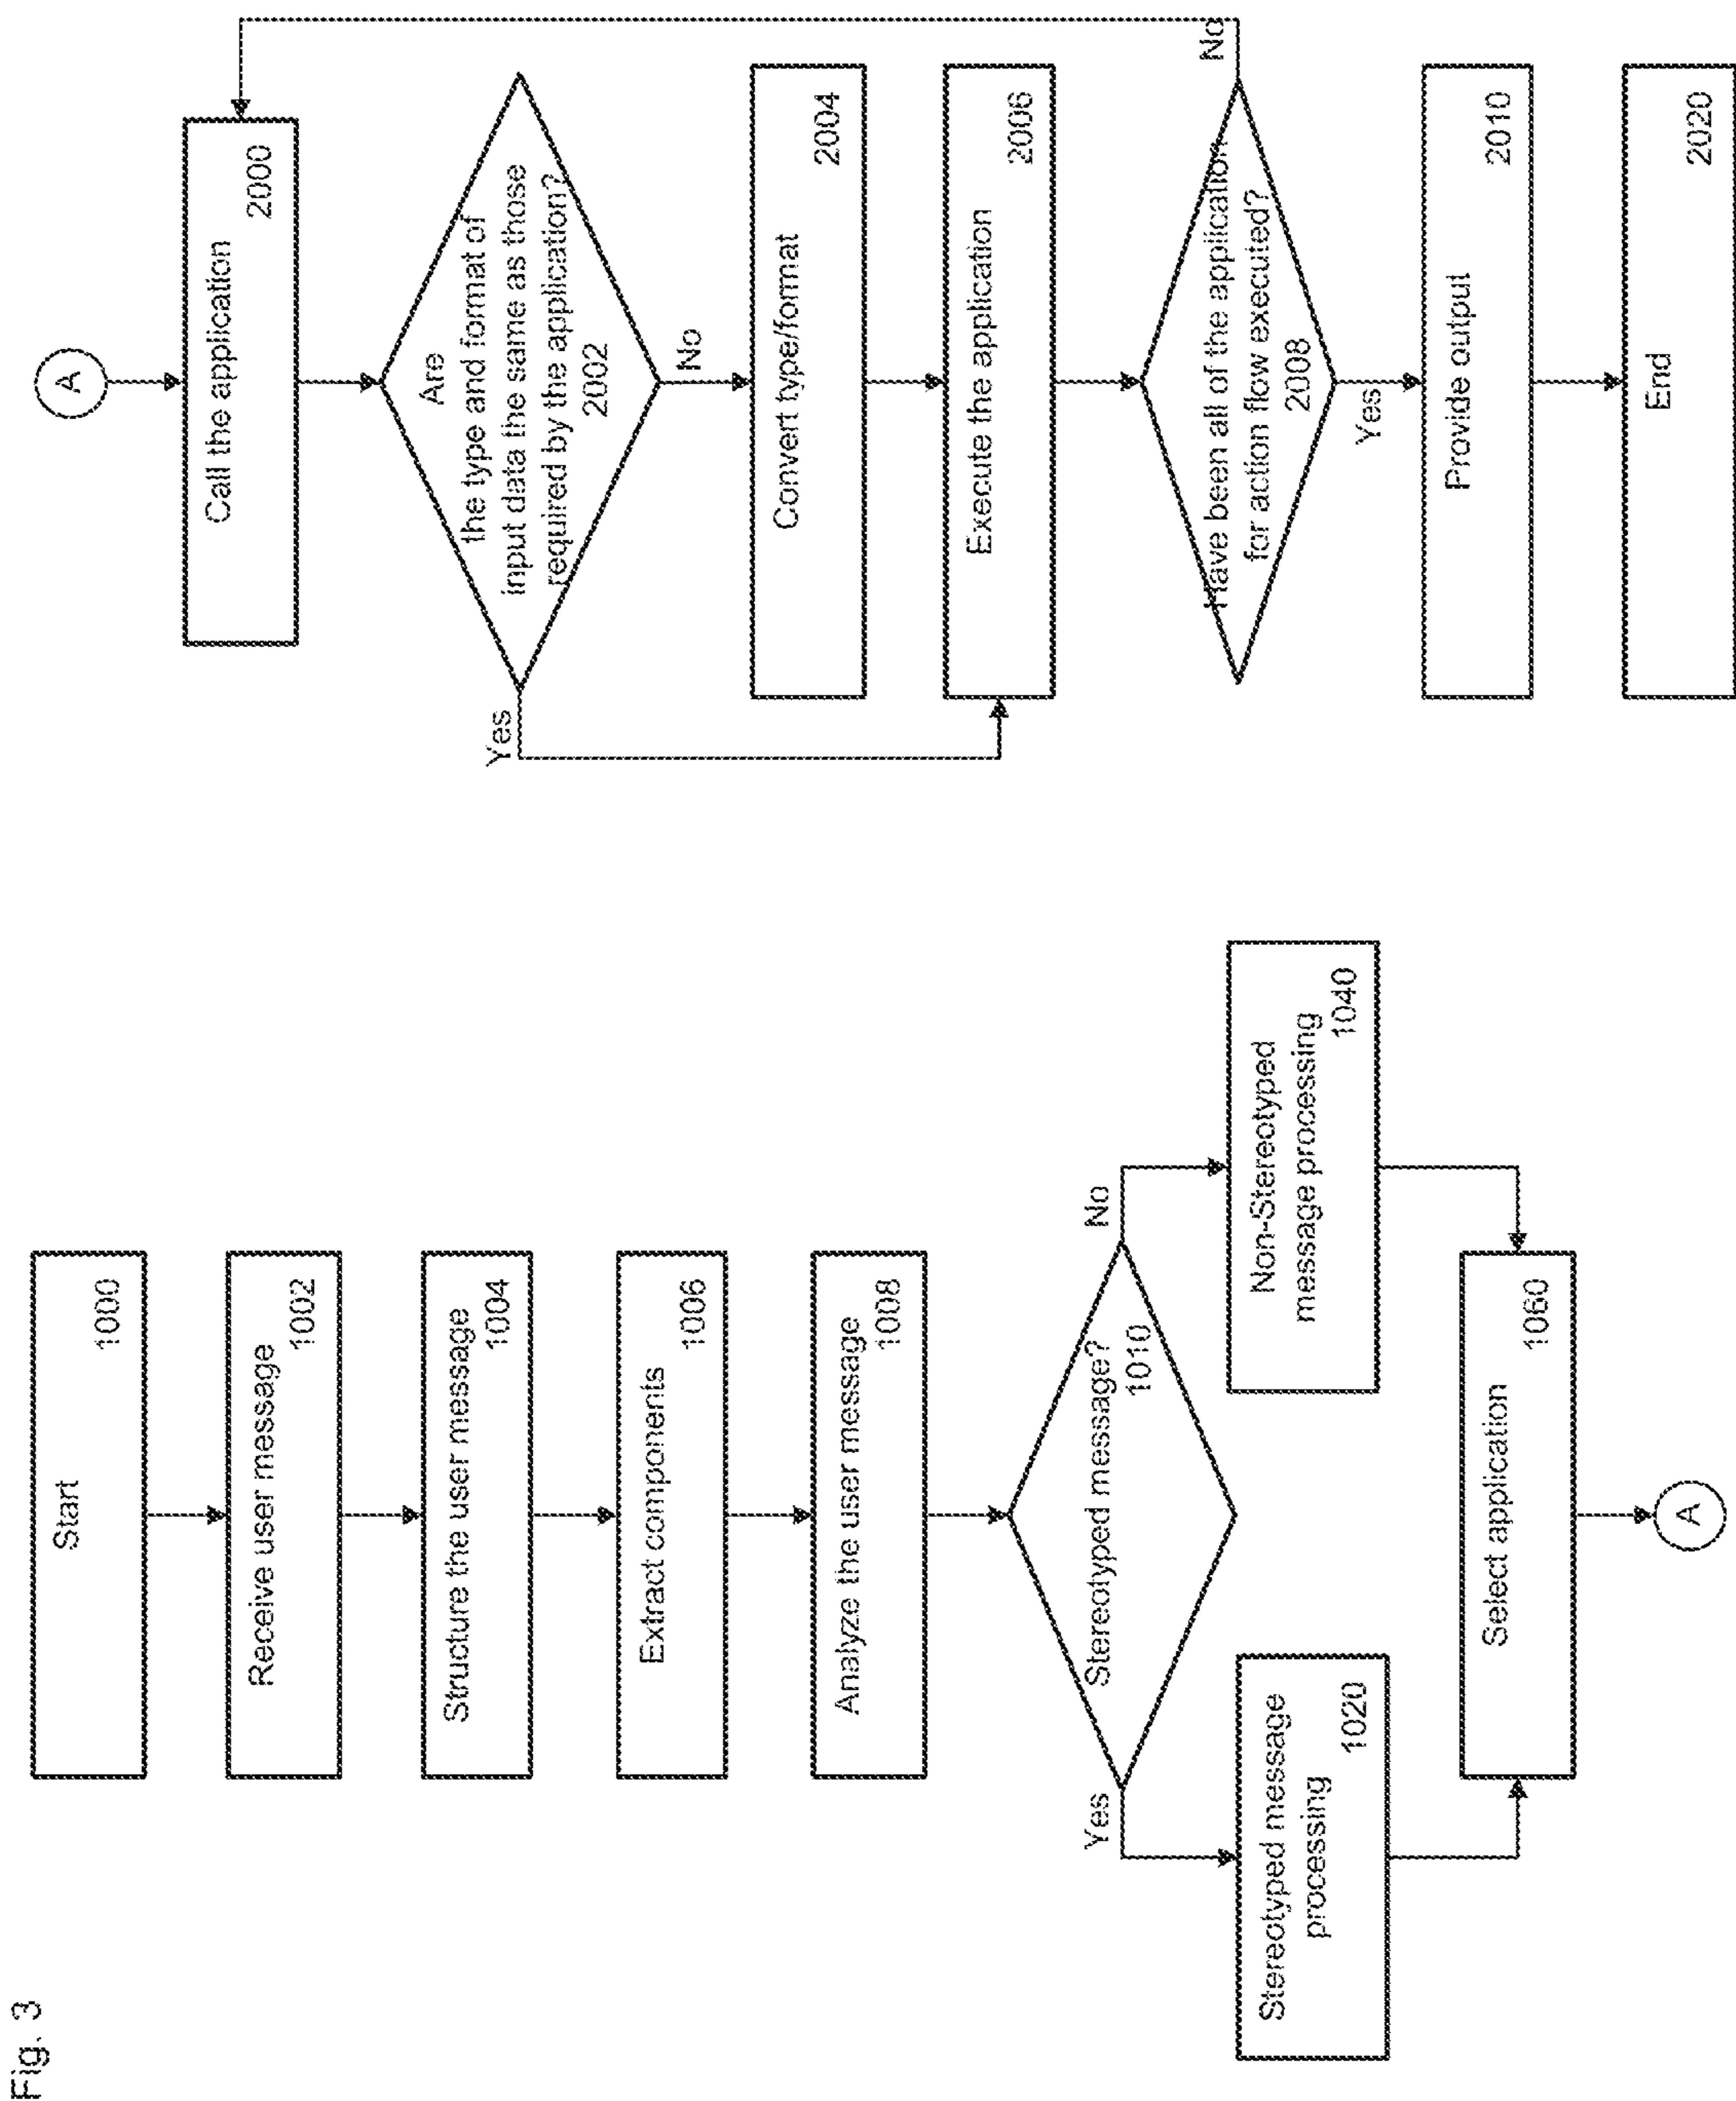 Fig. 3
Start
1000
Receive user message
1002
Structure the user message
1004
Extract components
1006
Analyze the user message
1008
Stereotyped message?
1010
Yes
No
Stereotyped message
processing
1020
Non-Stereotyped
message processing
1040
Select application
1060
A
A
Call the application
2000
Are
the type and format of
input data the same as those
required by the application?
2002
Yes
No
Convert type/format
2004
Execute the application
2006
Have been all of the application
for action flow executed?
2008
No
Yes
Provide output
2010
End
2020